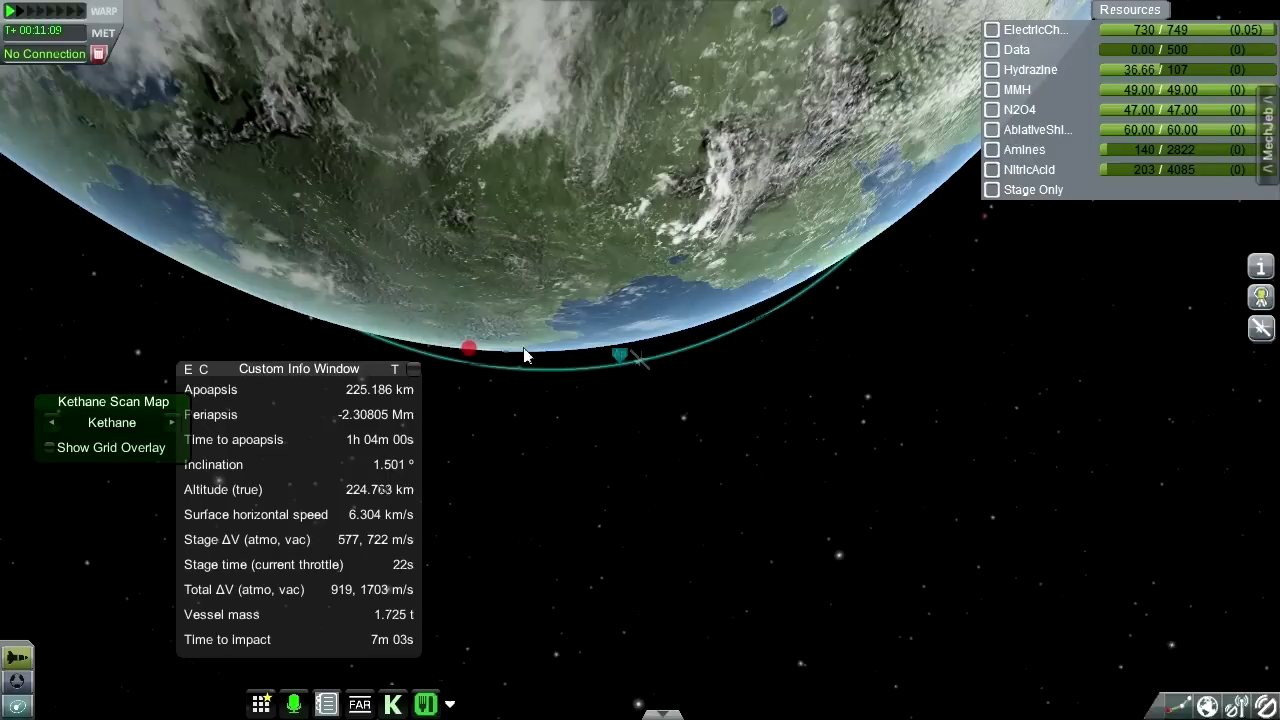 WARP
T+ 00:11:09
MET
No Connection
Resources
ElectricCh... 730 / 749 (0.05)
Data 0.00 / 500 (0)
Hydrazine 36.66 / 107 (0)
MMH 49.00 / 49.00 (0)
N2O4 47.00 / 47.00 (0)
AblativeShi... 60.00 / 60.00 (0)
Amines 140 / 2822 (0)
NitricAcid 203 / 4085 (0)
Stage Only
< MechJeb <
Ap
E C Custom Info Window T
Apoapsis 225.186 km
Periapsis -2.30805 Mm
Time to apoapsis 1h 04m 00s
Inclination 1.501 º
Altitude (true) 224.763 km
Surface horizontal speed 6.304 km/s
Stage ΔV (atmo, vac) 577, 722 m/s
Stage time (current throttle) 22s
Total ΔV (atmo, vac) 919, 1703 m/s
Vessel mass 1.725 t
Time to impact 7m 03s
Kethane Scan Map
Kethane
Show Grid Overlay
FAR
K